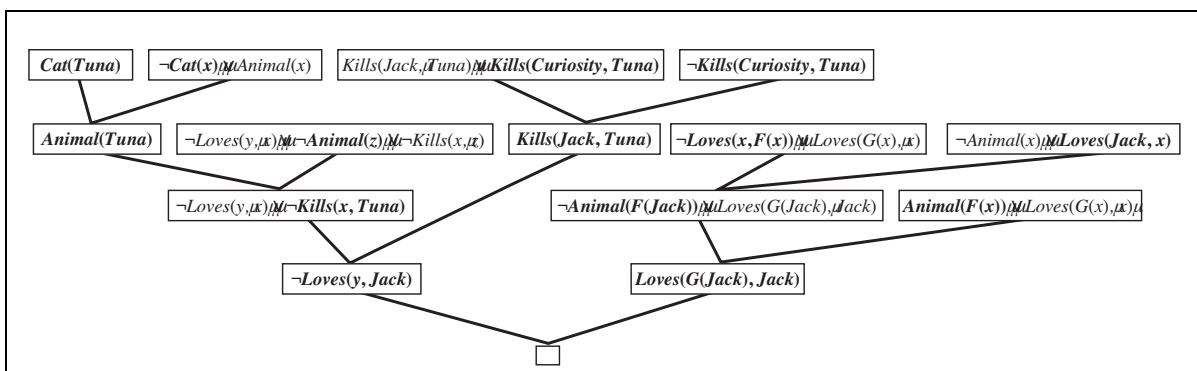 Cat(Tuna) ¬Cat(x) ∨ Animal(x) Kills(Jack, Tuna) ∨ Kills(Curiosity, Tuna) ¬Kills(Curiosity, Tuna)
Animal(Tuna) ¬Loves(y, x) ∨ ¬Animal(z) ∨ ¬Kills(x, z) Kills(Jack, Tuna) ¬Loves(x, F(x)) ∨ Loves(G(x), x) ¬Animal(x) ∨ Loves(Jack, x)
¬Loves(y, x) ∨ ¬Kills(x, Tuna) ¬Animal(F(Jack)) ∨ Loves(G(Jack), Jack) Animal(F(x)) ∨ Loves(G(x), x)
¬Loves(y, Jack) Loves(G(Jack), Jack)